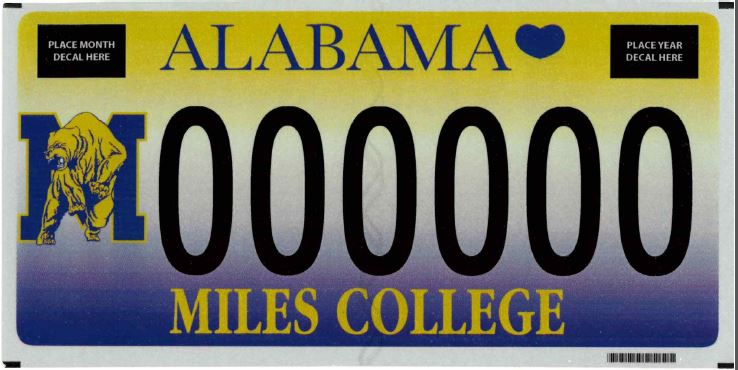 PLACE MONTH
DECAL HERE
ALABAMA
PLACE YEAR
DECAL HERE
M
000000
MILES COLLEGE